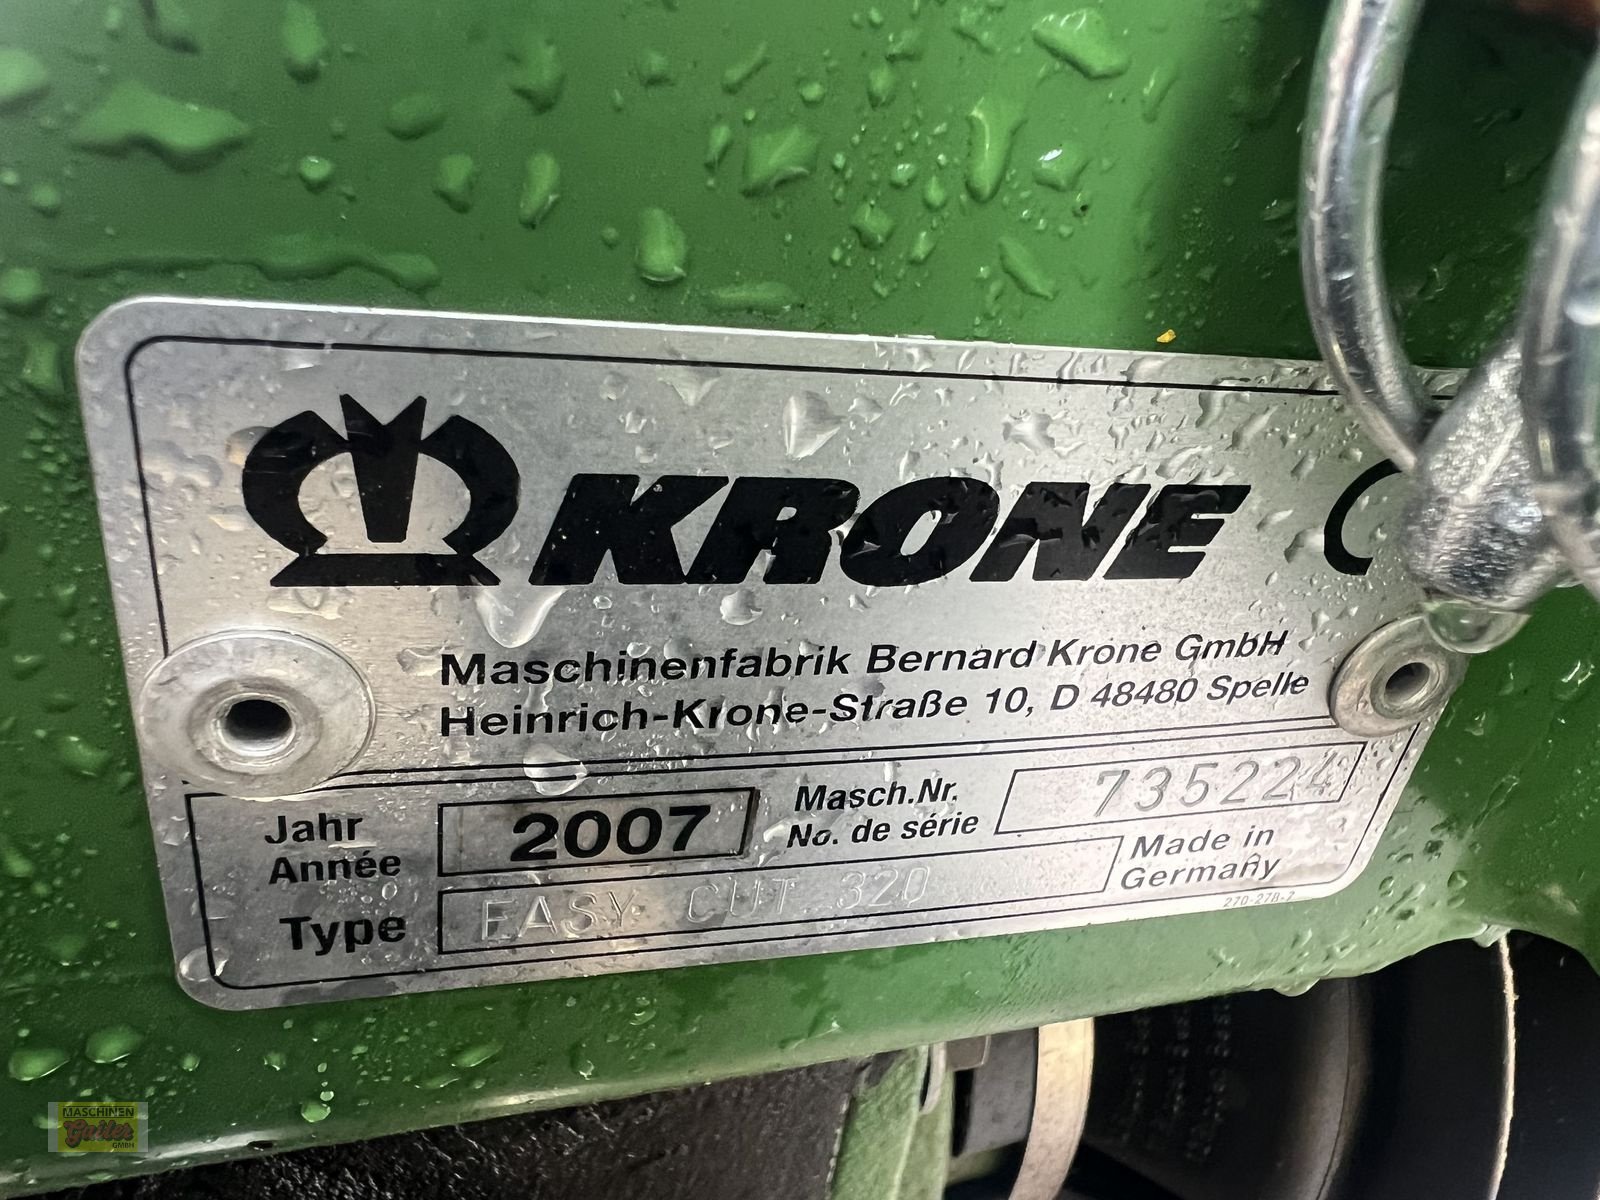 KRONE C
Maschinenfabrik Bernard Krone GmbH
Heinrich-Krone-Straße 10, D 48480 Spelle
Jahr
Année
2007
Masch.Nr.
No. de série
735224
Type
EASY CUT 320
Made in
Germany
270-278-2
MASCHINEN
Gailer
GMBH